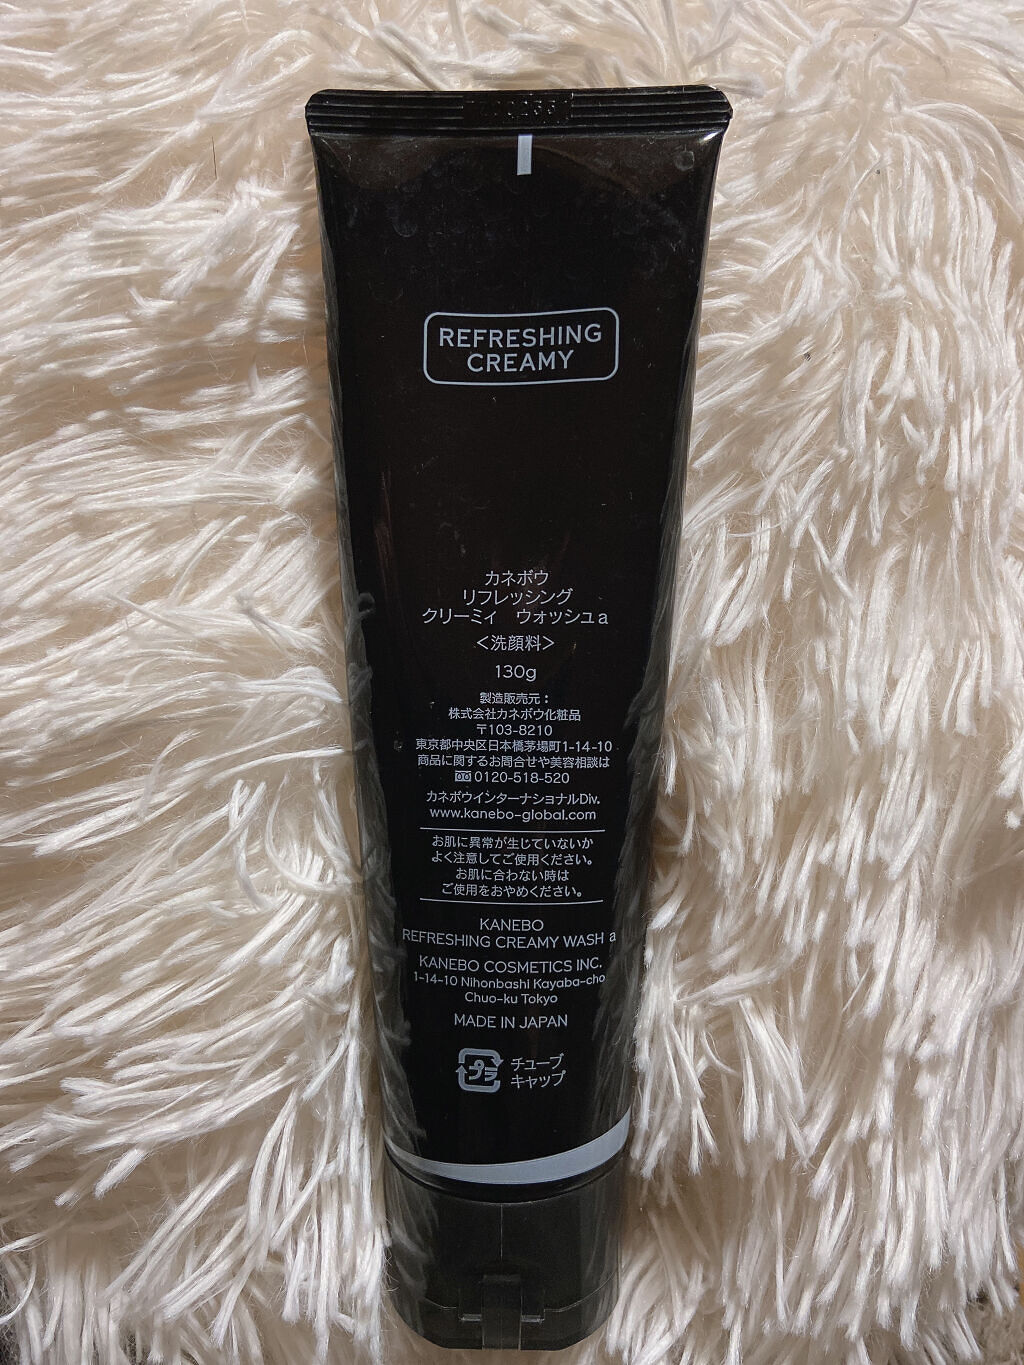 REFRESHING
CREAMY
カネボウ
リフレッシング
クリーミィ ウォッシュa
＜洗顔料＞
130g
製造販売元：
株式会社カネボウ化粧品
〒103-8210
東京都中央区日本橋茅場町1-14-10
商品に関するお問合せや美容相談は
0120-518-520
カネボウインターナショナルDiv.
www.kanebo-global.com
お肌に異常が生じていないか
よく注意してご使用ください。
お肌に合わない時は
ご使用をおやめください。
KANEBO
REFRESHING CREAMY WASH a
KANEBO COSMETICS INC.
1-14-10 Nihonbashi Kayaba-cho
Chuo-ku Tokyo
MADE IN JAPAN
プラ チューブ
キャップ